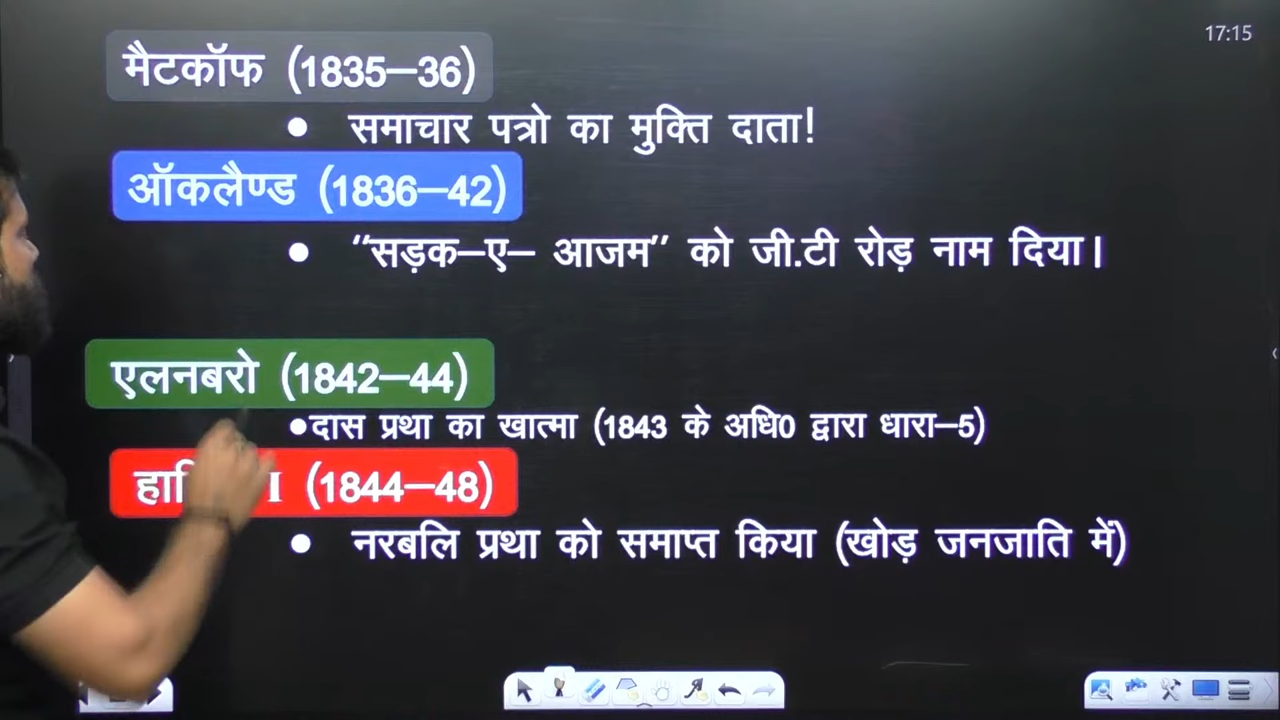 17:15
मैटकॉफ (1835–36)
• समाचार पत्रो का मुक्ति दाता!
ऑकलैण्ड (1836–42)
• "सड़क–ए– आजम" को जी.टी रोड़ नाम दिया।
एलनबरो (1842–44)
•दास प्रथा का खात्मा (1843 के अधि0 द्वारा धारा–5)
I (1844–48)
• नरबलि प्रथा को समाप्त किया (खोड़ जनजाति में)